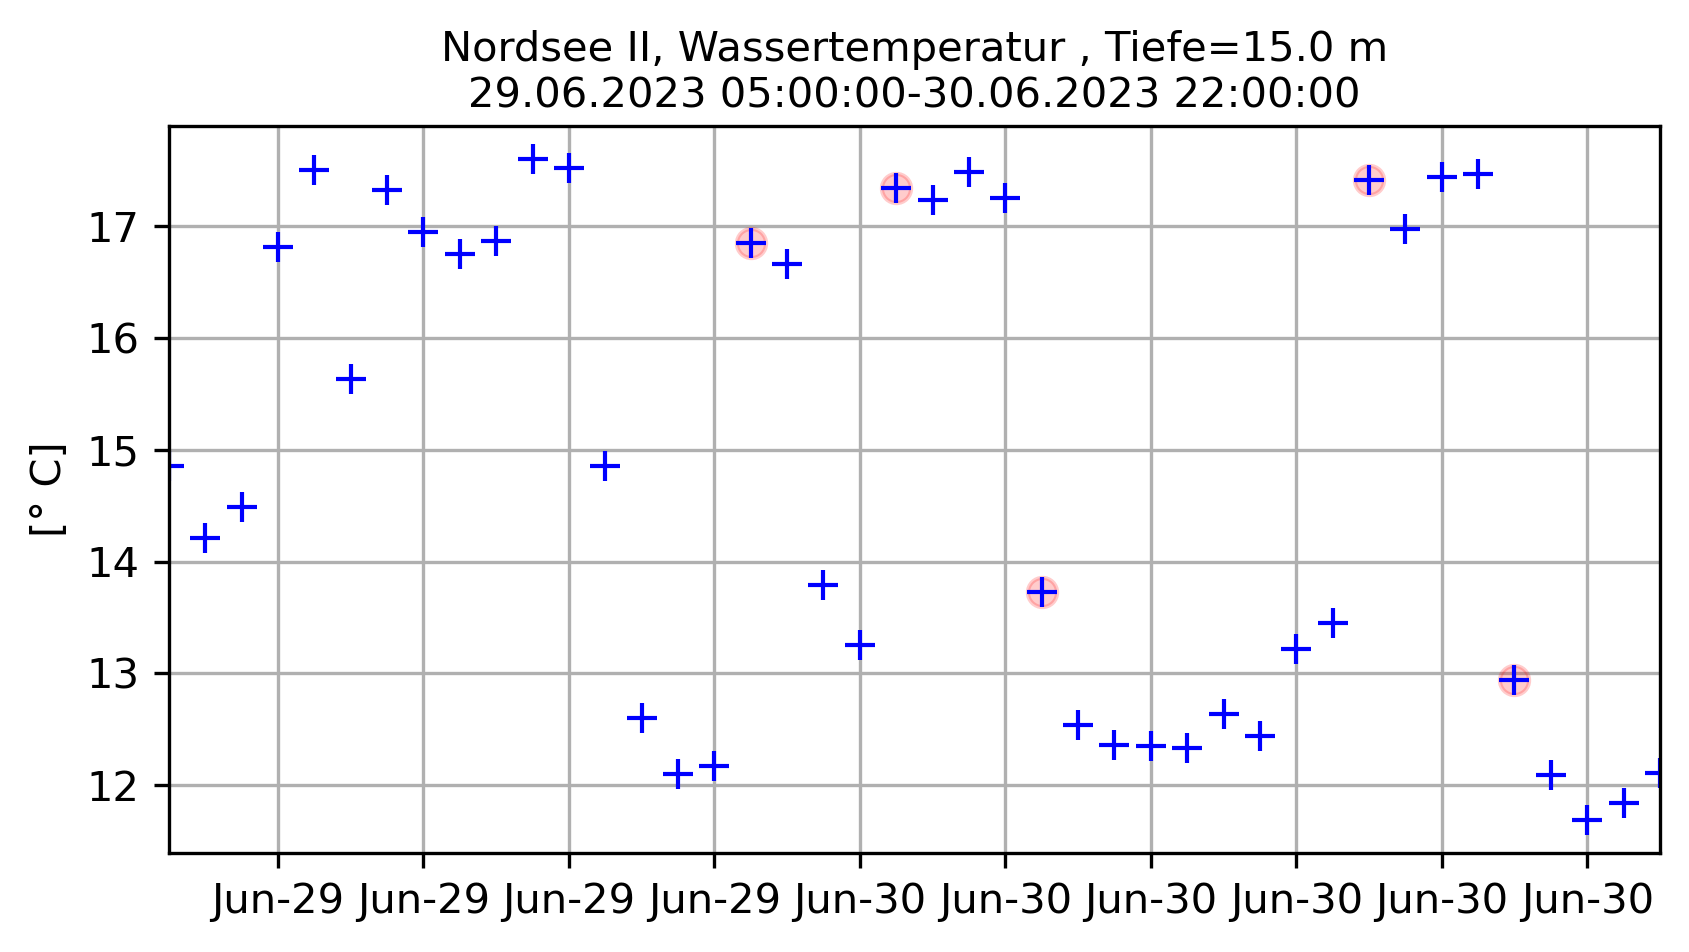 Nordsee II, Wassertemperatur , Tiefe=15.0 m
29.06.2023 05:00:00-30.06.2023 22:00:00
[° C]
17
16
15
14
13
12
Jun-29 Jun-29 Jun-29 Jun-29 Jun-30 Jun-30 Jun-30 Jun-30 Jun-30 Jun-30